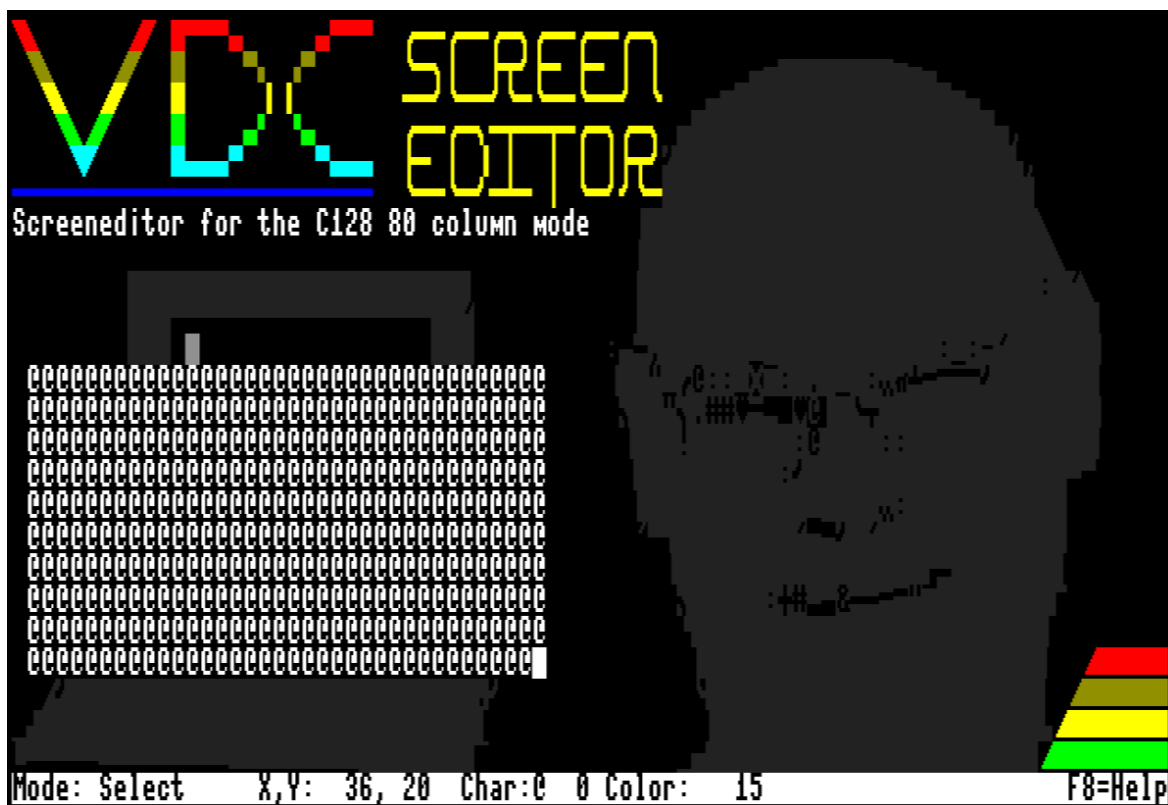 VDC SCREEN
EDITOR
Screeneditor for the C128 80 column mode
@@@@@@@@@@@@@@@@@@@@@@@@@@@@@@@@@@@@
@@@@@@@@@@@@@@@@@@@@@@@@@@@@@@@@@@@@
@@@@@@@@@@@@@@@@@@@@@@@@@@@@@@@@@@@@
@@@@@@@@@@@@@@@@@@@@@@@@@@@@@@@@@@@@
@@@@@@@@@@@@@@@@@@@@@@@@@@@@@@@@@@@@
@@@@@@@@@@@@@@@@@@@@@@@@@@@@@@@@@@@@
@@@@@@@@@@@@@@@@@@@@@@@@@@@@@@@@@@@@
@@@@@@@@@@@@@@@@@@@@@@@@@@@@@@@@@@@@
@@@@@@@@@@@@@@@@@@@@@@@@@@@@@@@@@@@@
@@@@@@@@@@@@@@@@@@@@@@@@@@@@@@@@@@@
Mode: Select X,Y: 36, 20 Char:@ 0 Color: 15 F8=Help